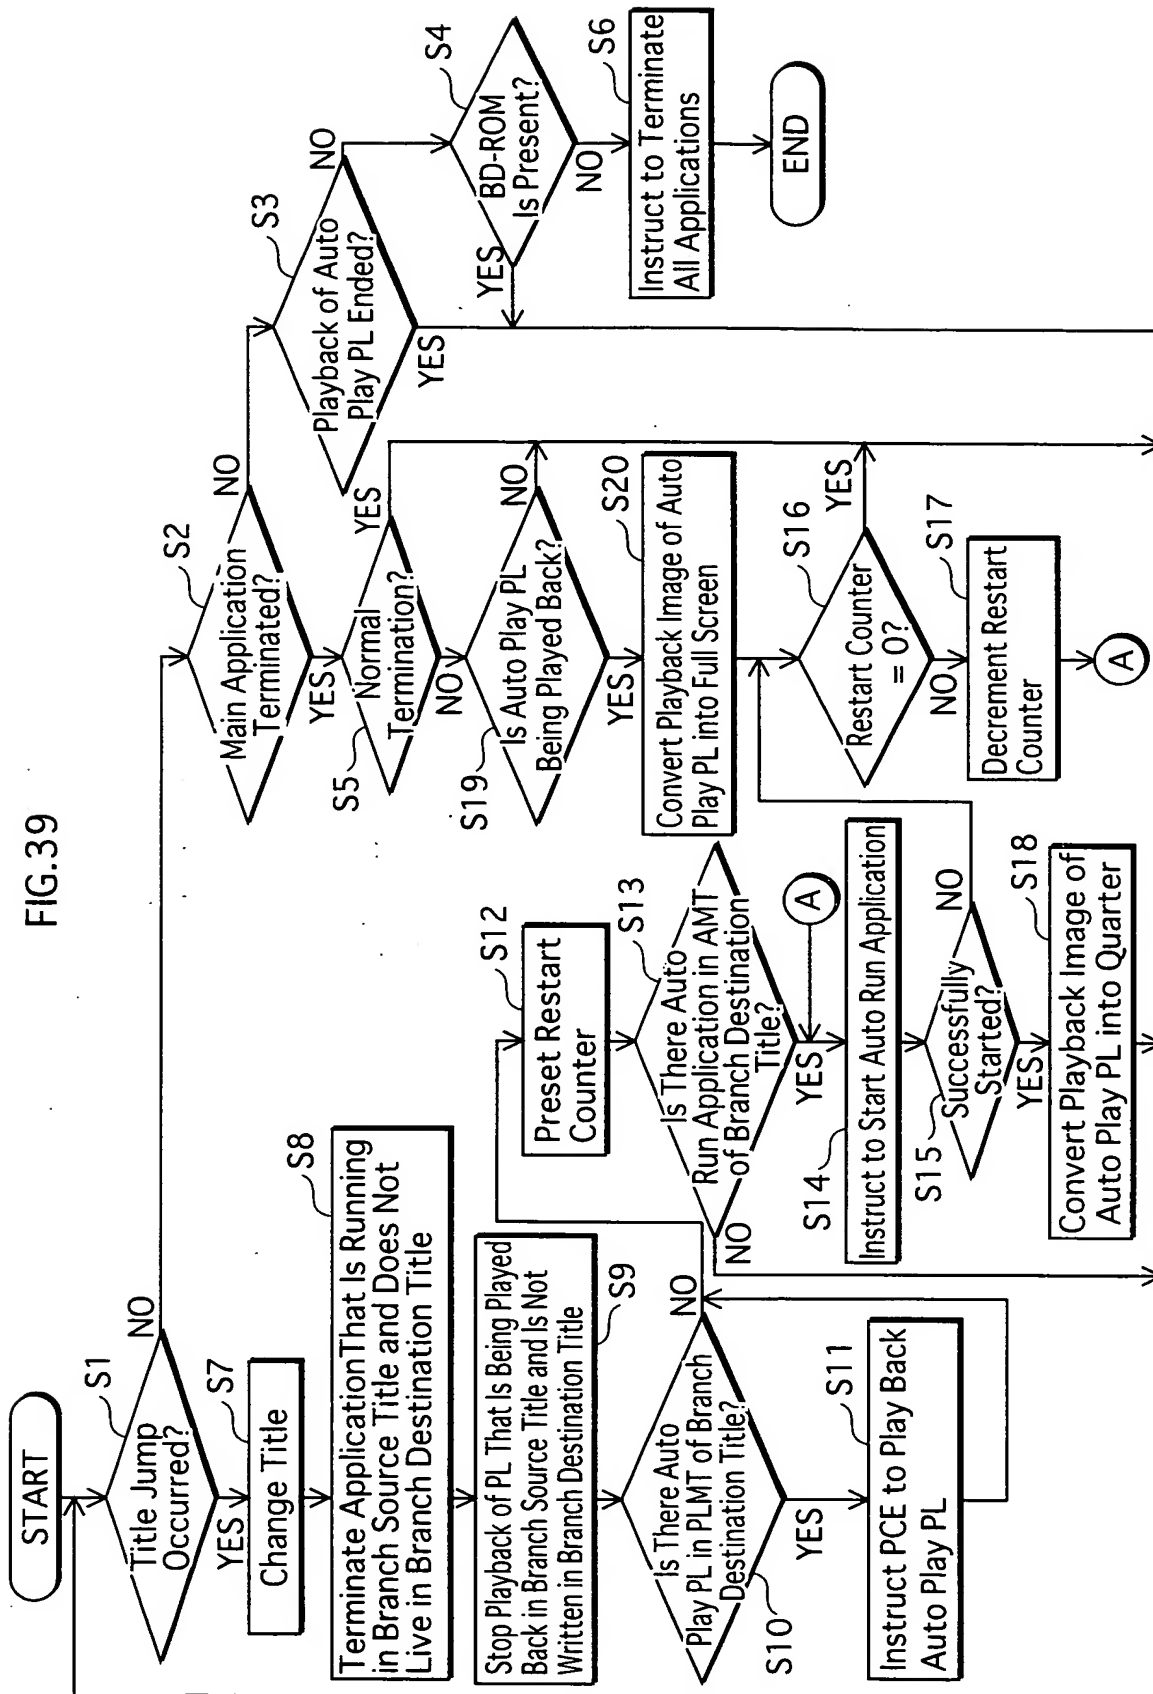 FIG.39
START
S1
Title Jump
Occurred?
NO
YES
S7
Change Title
S8
Terminate ApplicationThat Is Running
in Branch Source Title and Does Not
Live in Branch Destination Title
S9
Stop Playback of PL That Is Being Played
Back in Branch Source Title and Is Not
Written in Branch Destination Title
S10
Is There Auto
Play PL in PLMT of Branch
Destination Title?
NO
YES
S11
Instruct PCE to Play Back
Auto Play PL
S12
Preset Restart
Counter
S13
Is There Auto
Run Application in AMT
of Branch Destination
Title?
NO
YES
A
S14
Instruct to Start Auto Run Application
S15
Successfully
Started?
NO
YES
S18
Convert Playback Image of
Auto Play PL into Quarter
S2
Main Application
Terminated?
NO
YES
S5
Normal
Termination?
YES
NO
S19
Is Auto Play PL
Being Played Back?
NO
YES
S20
Convert Playback Image of Auto
Play PL into Full Screen
S16
Restart Counter
= 0?
YES
NO
S17
Decrement Restart
Counter
A
S3
Playback of Auto
Play PL Ended?
NO
YES
S4
BD-ROM
Is Present?
YES
NO
S6
Instruct to Terminate
All Applications
END